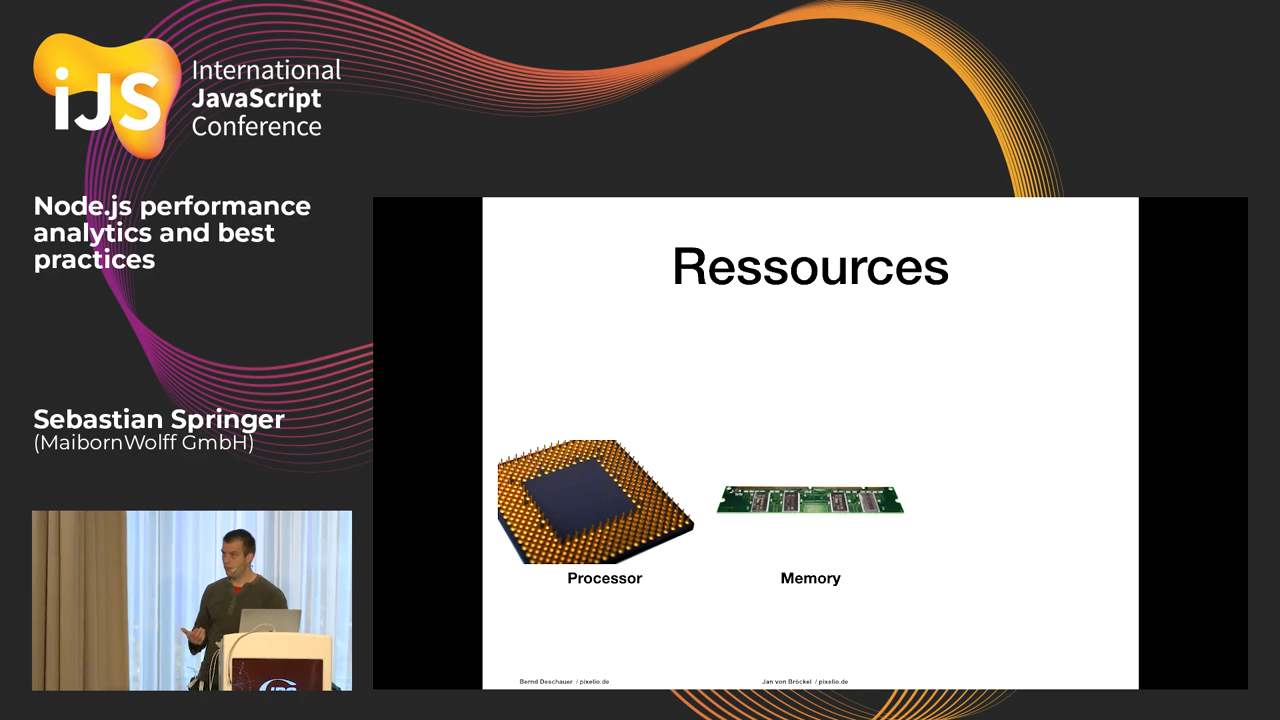 iJS
International
JavaScript
Conference
Node.js performance
analytics and best
practices
Sebastian Springer
(MaibornWolff GmbH)
Ressources
Processor
Memory
Bernd Deschauer / pixelio.de
Jan von Bröckel / pixelio.de